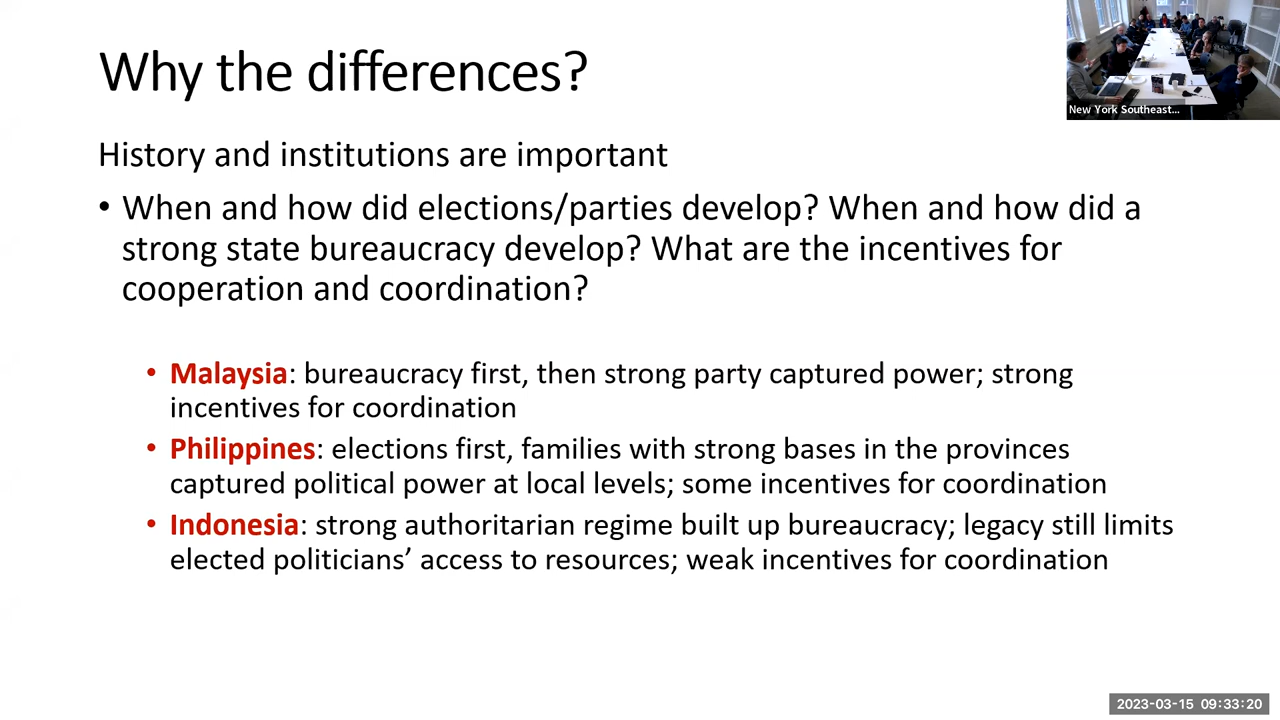 Why the differences?
New York Southeast...
History and institutions are important
• When and how did elections/parties develop? When and how did a
strong state bureaucracy develop? What are the incentives for
cooperation and coordination?
• Malaysia: bureaucracy first, then strong party captured power; strong
incentives for coordination
• Philippines: elections first, families with strong bases in the provinces
captured political power at local levels; some incentives for coordination
• Indonesia: strong authoritarian regime built up bureaucracy; legacy still limits
elected politicians’ access to resources; weak incentives for coordination
2023-03-15 09:33:20